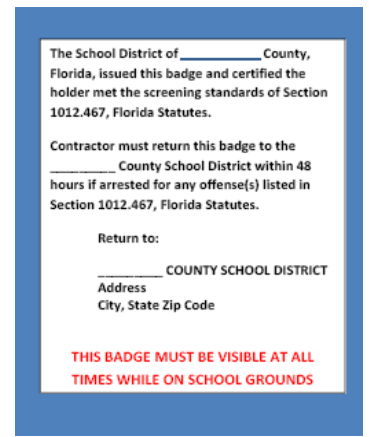 The School District of_____________County,
Florida, issued this badge and certified the
holder met the screening standards of Section
1012.467, Florida Statutes.
Contractor must return this badge to the
_________ County School District within 48
hours if arrested for any offense(s) listed in
Section 1012.467, Florida Statutes.
Return to:
_________ COUNTY SCHOOL DISTRICT
Address
City, State Zip Code
THIS BADGE MUST BE VISIBLE AT ALL
TIMES WHILE ON SCHOOL GROUNDS